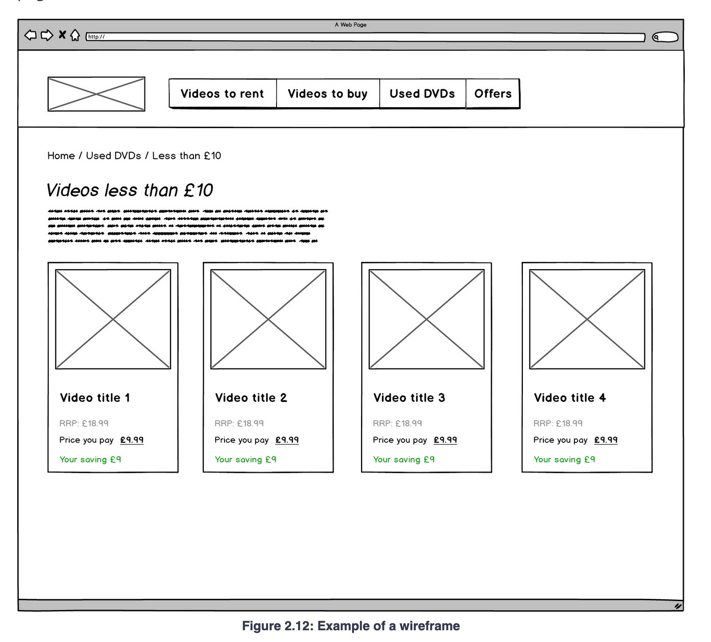 A Web Page
http://
Videos to rent Videos to buy Used DVDs Offers
Home / Used DVDs / Less than £10
Videos less than £10
Video title 1 Video title 2 Video title 3 Video title 4
RRP: £18.99 RRP: £18.99 RRP: £18.99 RRP: £18.99
Price you pay £9.99 Price you pay £9.99 Price you pay £9.99 Price you pay £9.99
Your saving £9 Your saving £9 Your saving £9 Your saving £9
Figure 2.12: Example of a wireframe